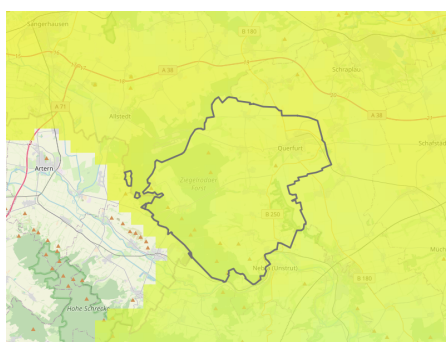 Sangerhausen
B 180
A 38
Schraplau
A 71
Allstedt
A 38
Querfurt
Schafstädt
Artern
Ziegelrodaer
Forst
B 250
Nebra (Unstrut)
B 180
Hohe Schrecke